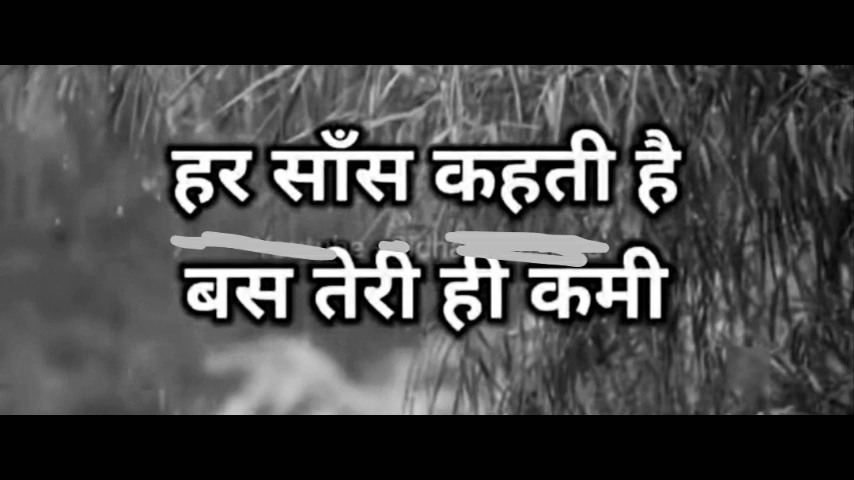 हर साँस कहती है
बस तेरी ही कमी